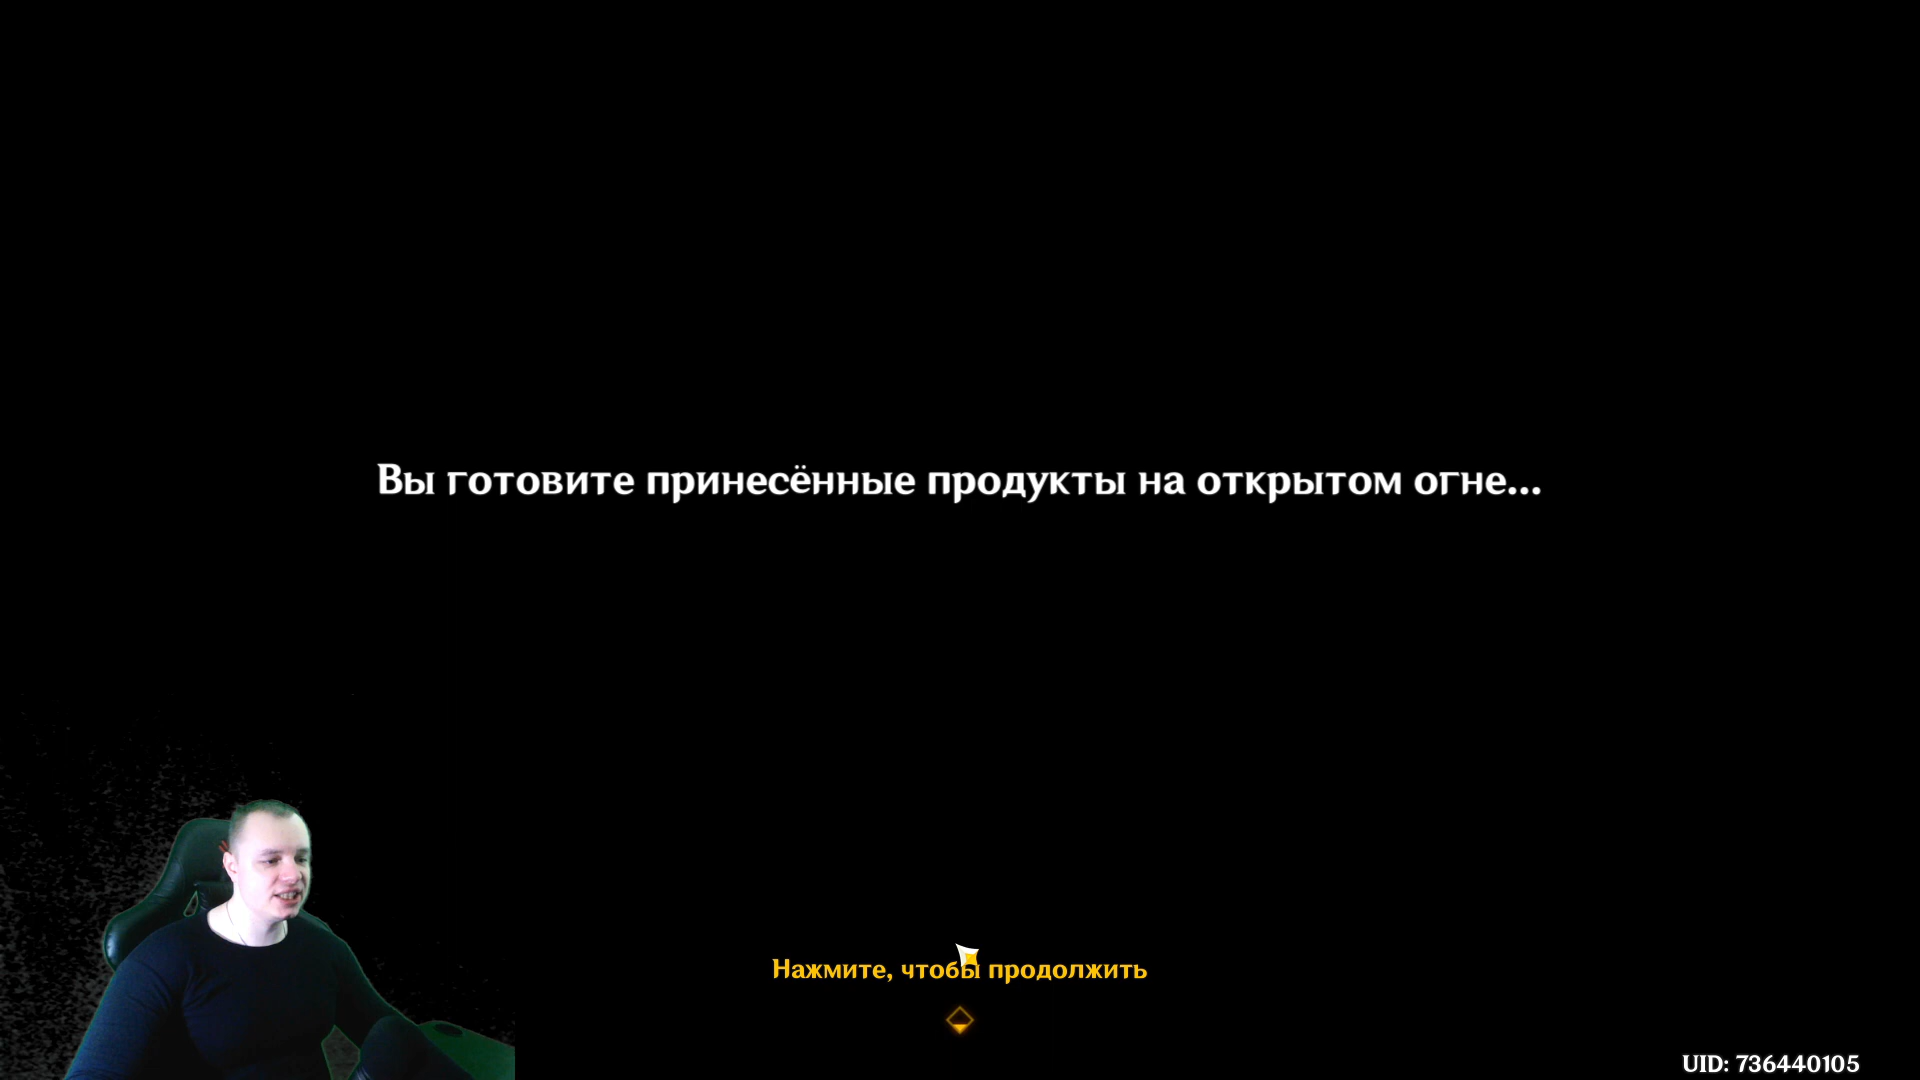 Вы готовите принесённые продукты на открытом огне...
Нажмите, чтобы продолжить
UID: 736440105